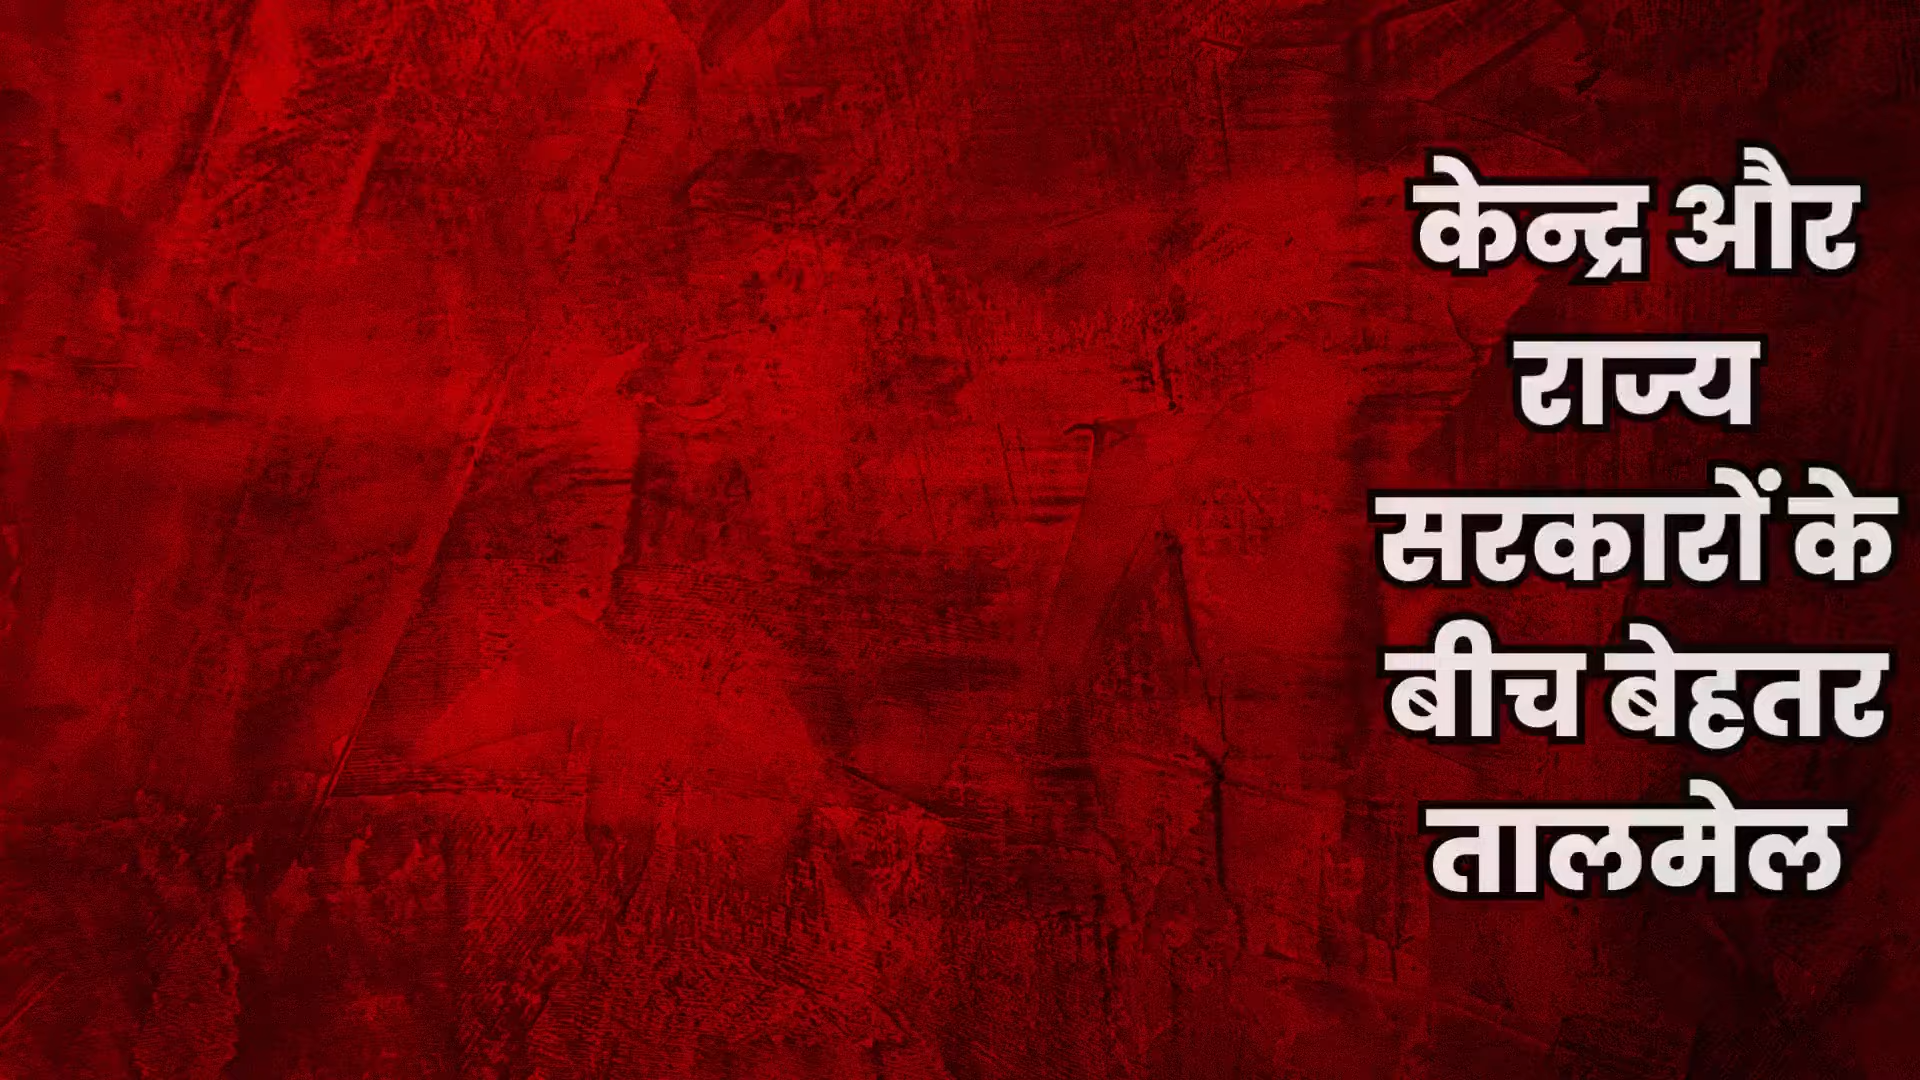 केन्द्र और
राज्य
सरकारों के
बीच बेहतर
तालमेल